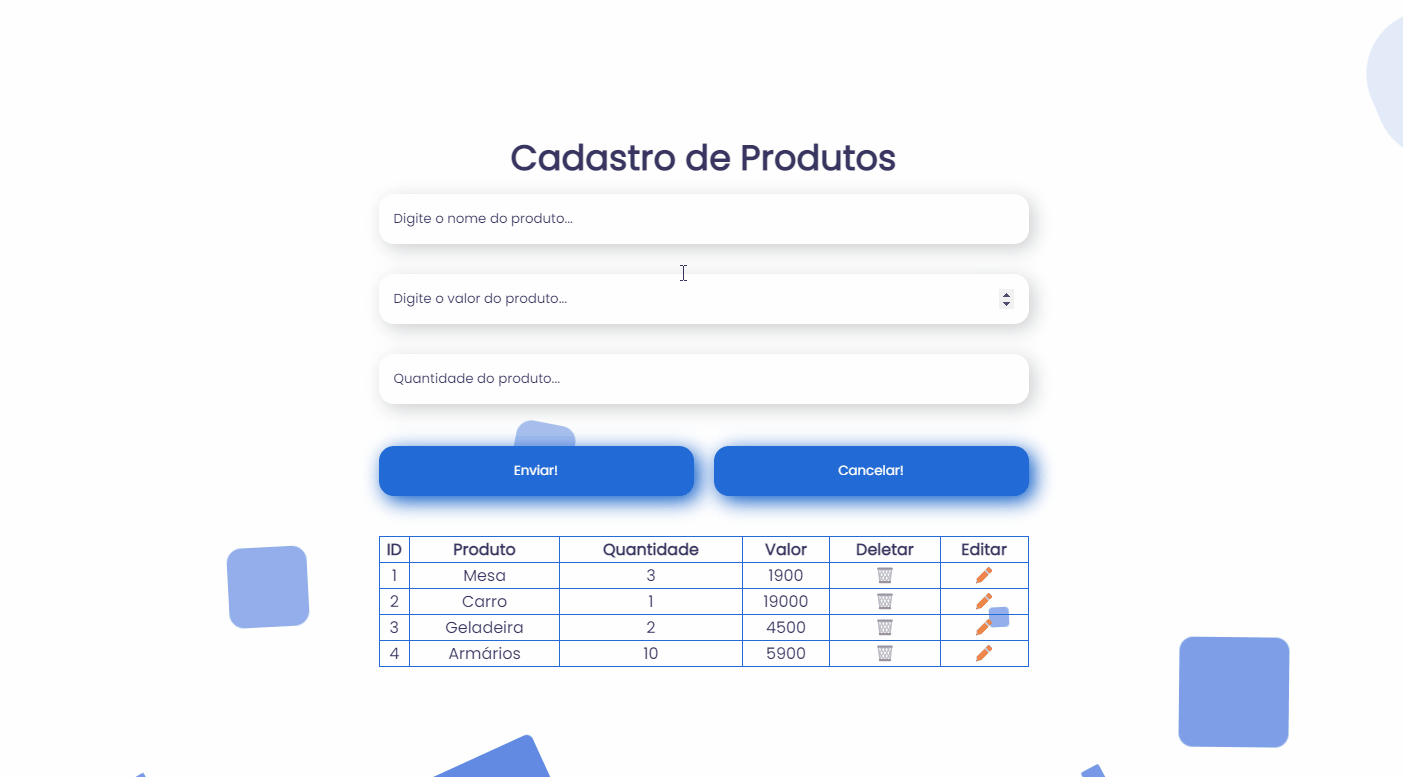 Cadastro de Produtos
Digite o nome do produto...
Digite o valor do produto...
Quantidade do produto...
Enviar! Cancelar!
ID Produto Quantidade Valor Deletar Editar
1 Mesa 3 1900
2 Carro 1 19000
3 Geladeira 2 4500
4 Armários 10 5900